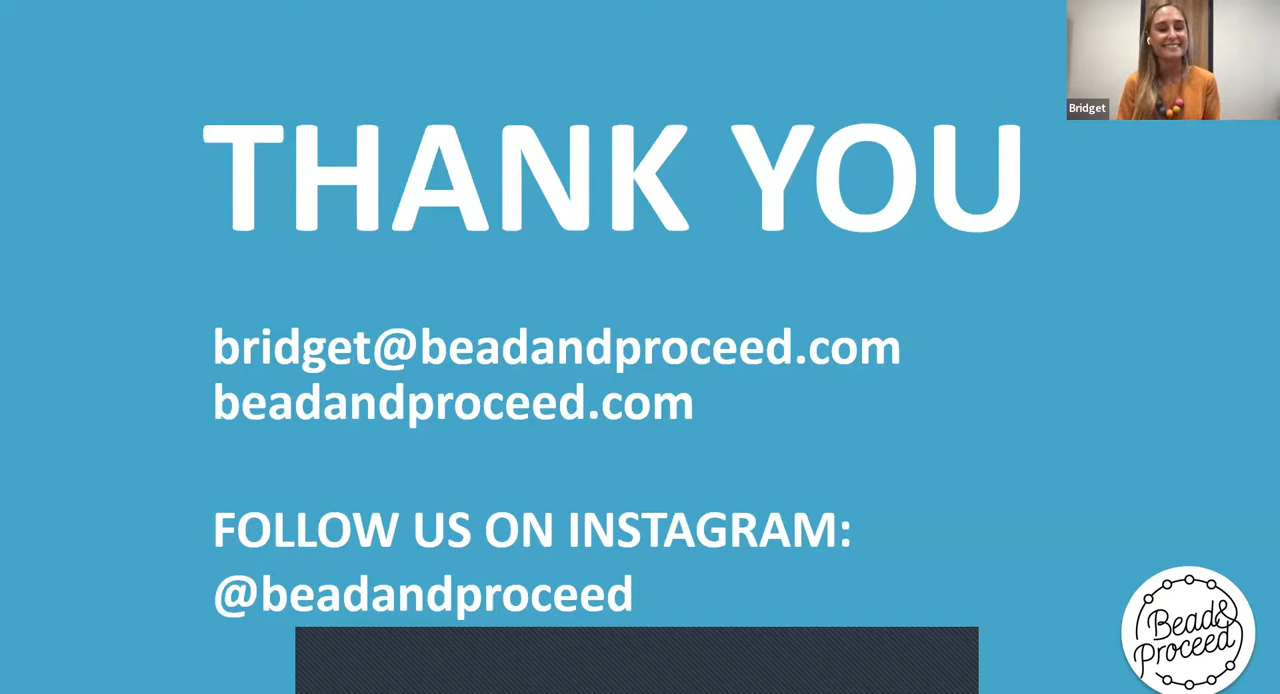 Bridget
THANK YOU
bridget@beadandproceed.com
beadandproceed.com
FOLLOW US ON INSTAGRAM:
@beadandproceed
Bead&
Proceed